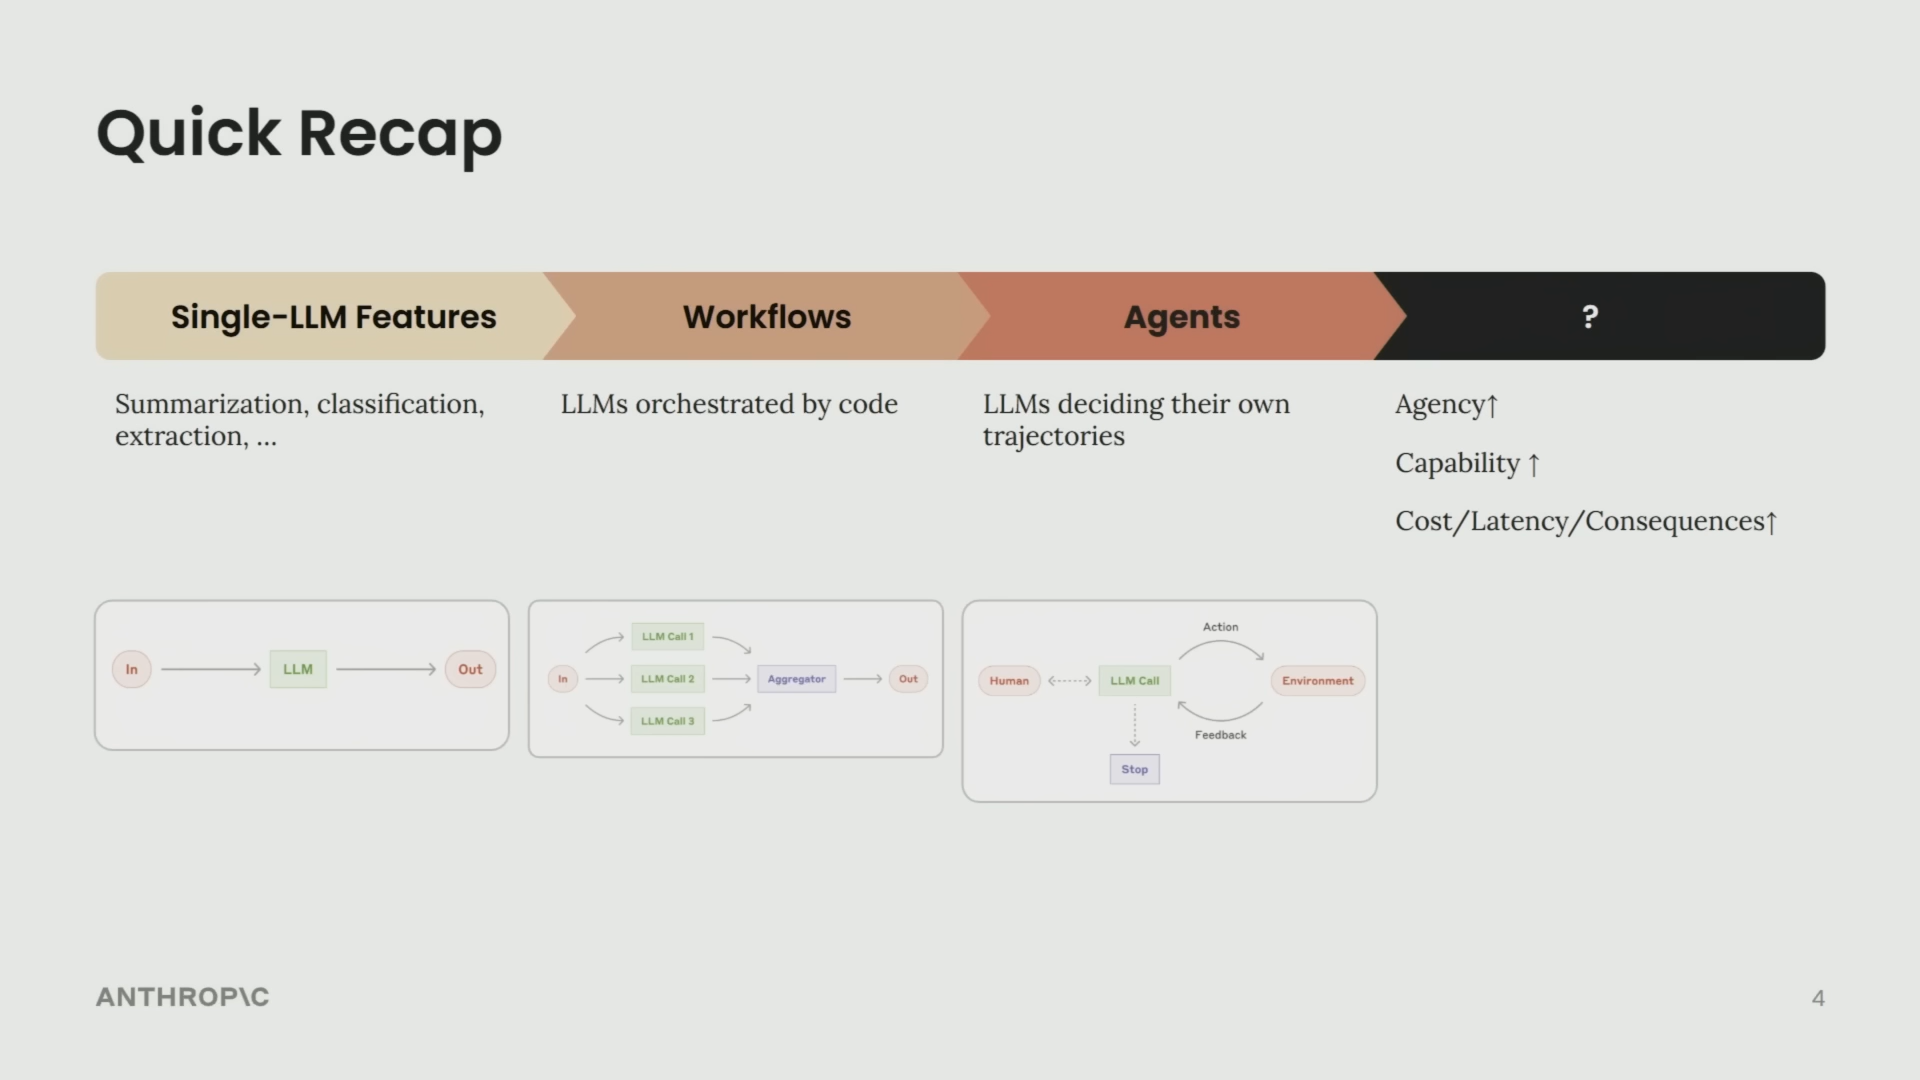 Quick Recap
Single-LLM Features
Workflows
Agents
?
Summarization, classification,
extraction, ...
LLMs orchestrated by code
LLMs deciding their own
trajectories
Agency↑
Capability ↑
Cost/Latency/Consequences↑
In
LLM
Out
In
LLM Call 1
LLM Call 2
LLM Call 3
Aggregator
Out
Human
LLM Call
Action
Environment
Feedback
Stop
ANTHROP\C
4